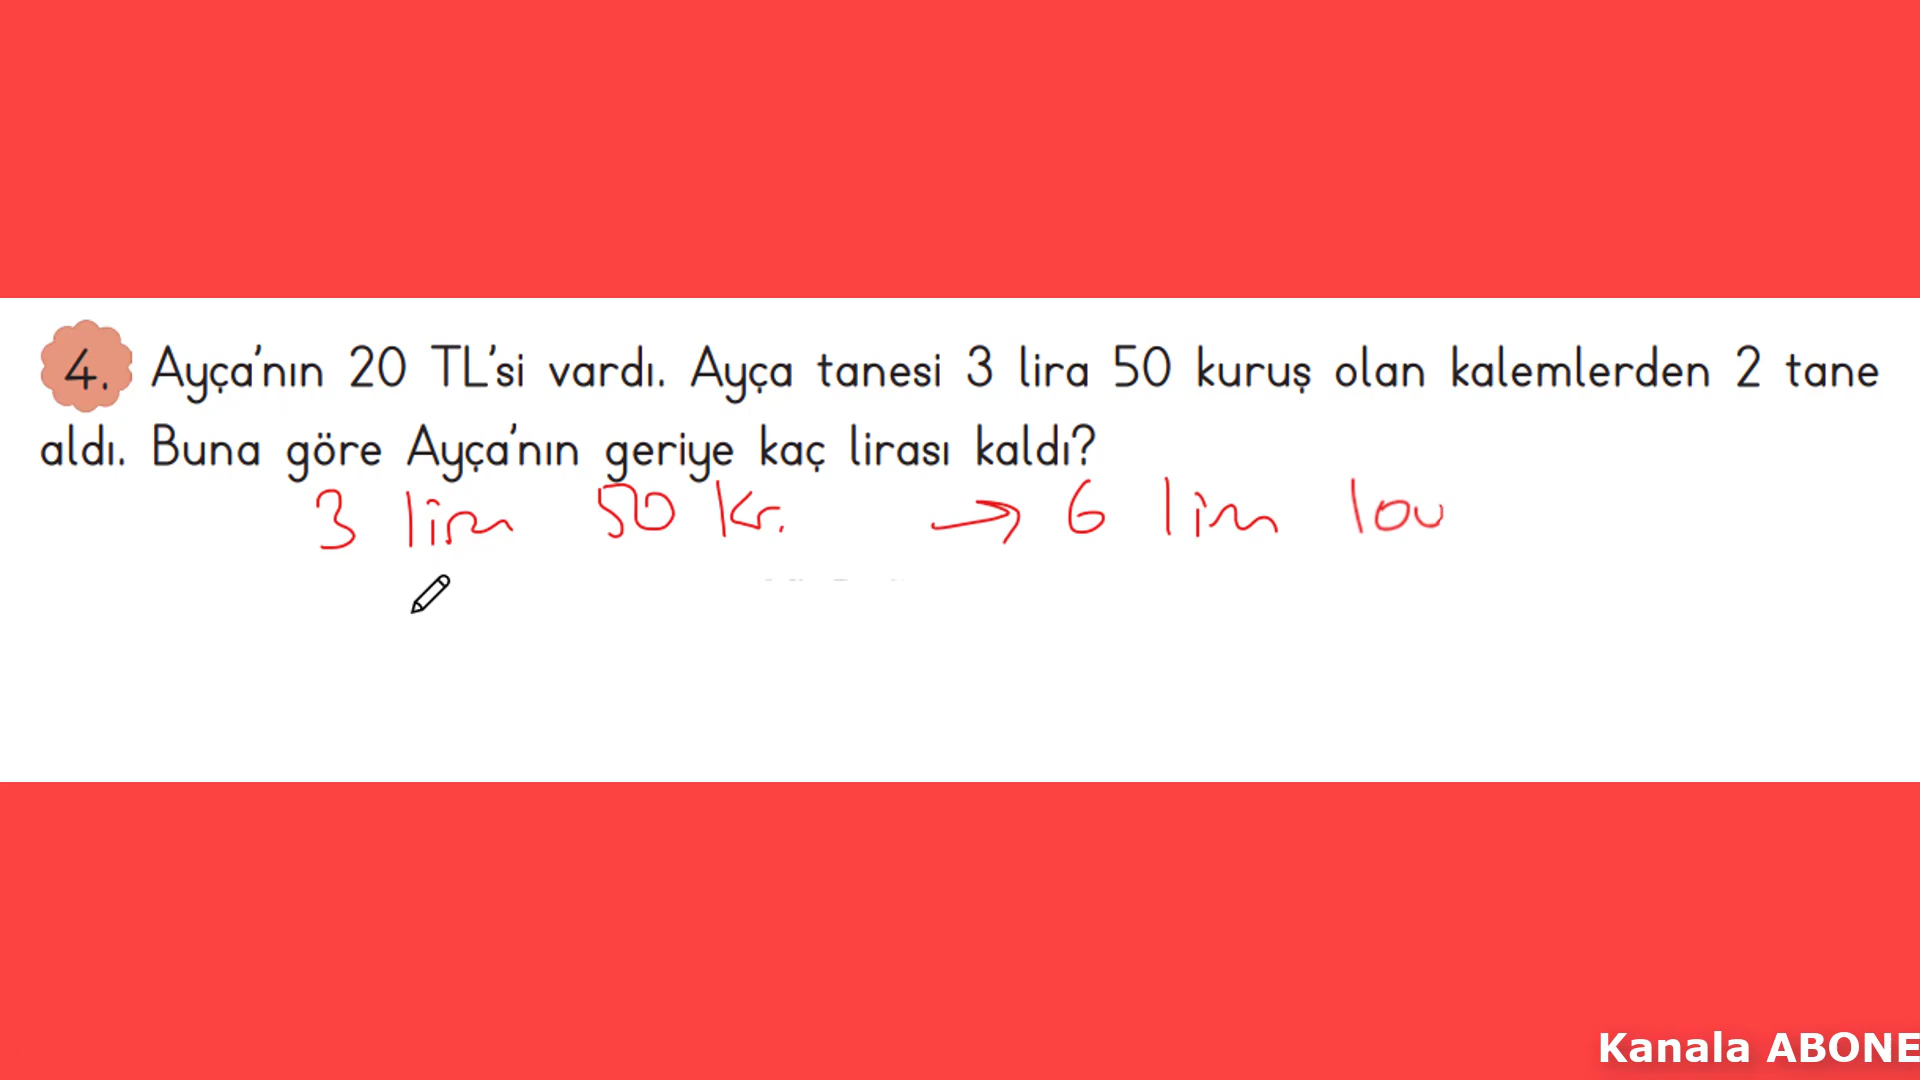 4. Ayça'nın 20 TL'si vardı. Ayça tanesi 3 lira 50 kuruş olan kalemlerden 2 tane
aldı. Buna göre Ayça'nın geriye kaç lirası kaldı?
3 lira 50 kr. → 6 lira 100
Kanala ABONE